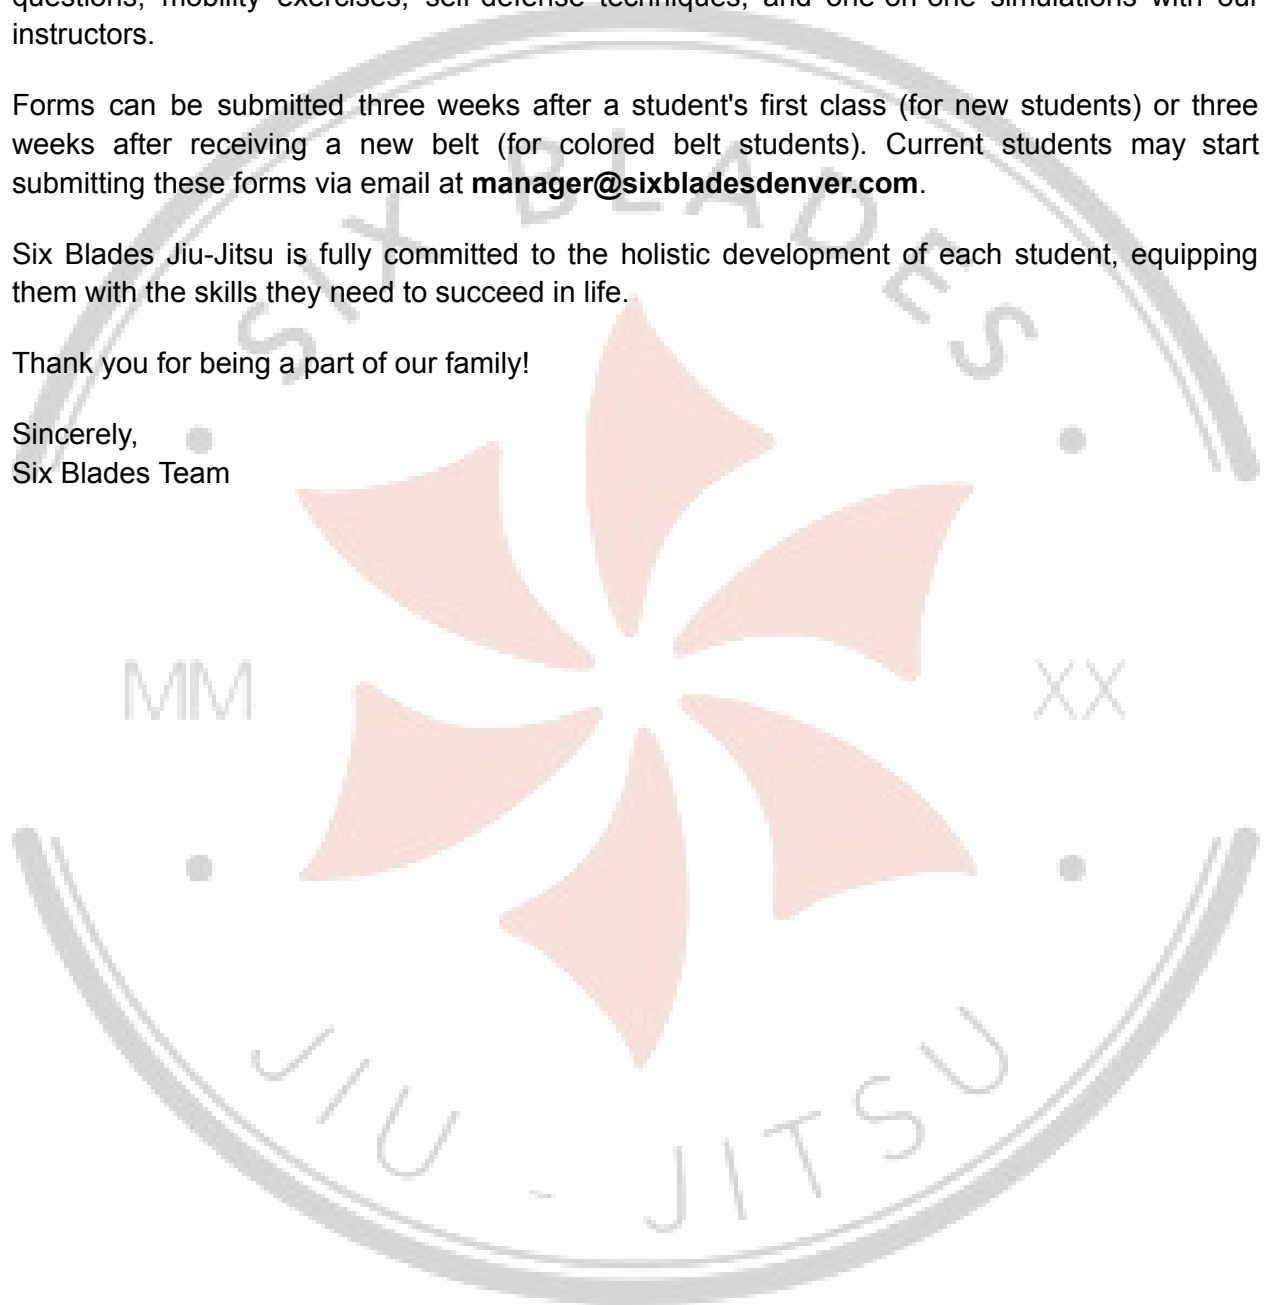 questions, mobility exercises, self-defense techniques, and one-on-one simulations with our
instructors.
Forms can be submitted three weeks after a student's first class (for new students) or three
weeks after receiving a new belt (for colored belt students). Current students may start
submitting these forms via email at manager@sixbladesdenver.com.
Six Blades Jiu-Jitsu is fully committed to the holistic development of each student, equipping
them with the skills they need to succeed in life.
Thank you for being a part of our family!
Sincerely,
Six Blades Team
SIX BLADES
MM XX
JIU - JITSU